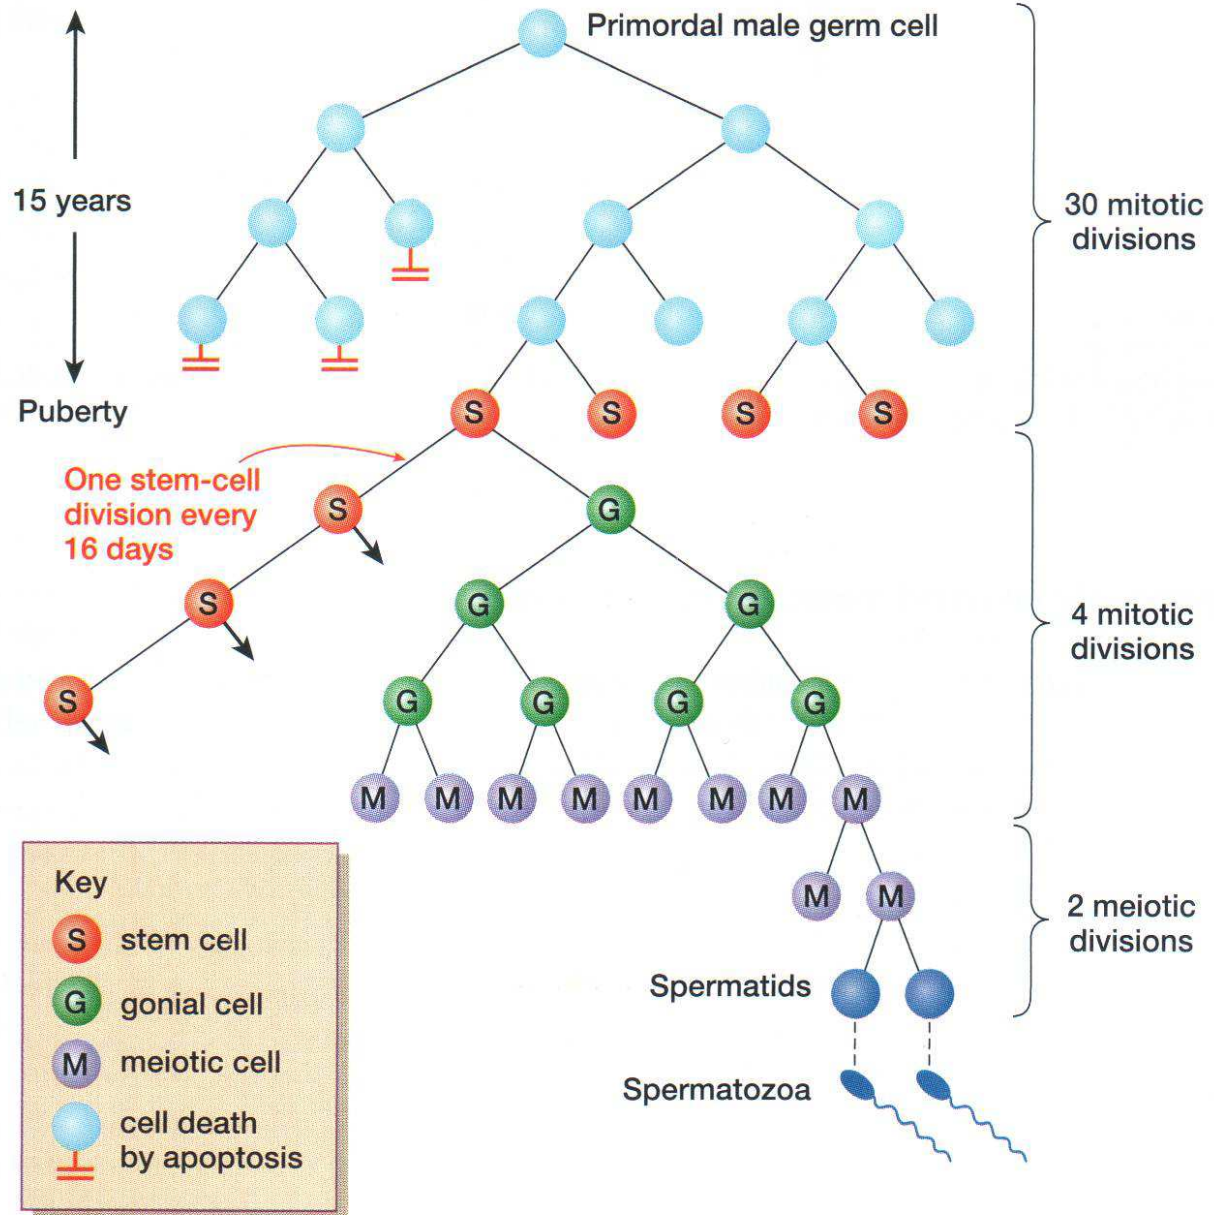 Primordal male germ cell
15 years
30 mitotic
divisions
Puberty
S
S
S
S
One stem-cell
division every
16 days
S
G
S
G
G
4 mitotic
divisions
S
G
G
G
G
M
M
M
M
M
M
M
M
Key
S
stem cell
G
gonial cell
M
meiotic cell
cell death
by apoptosis
M
M
2 meiotic
divisions
Spermatids
Spermatozoa